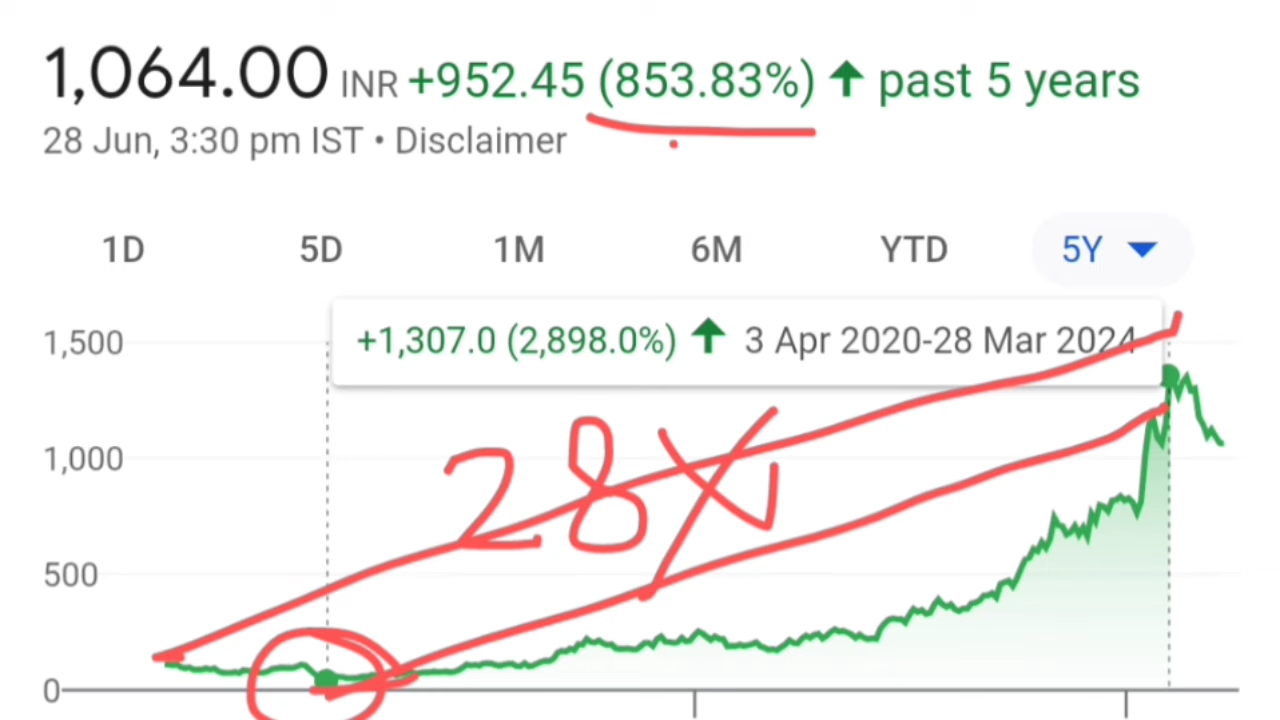 1,064.00 INR +952.45 (853.83%) ↑ past 5 years
28 Jun, 3:30 pm IST • Disclaimer
1D 5D 1M 6M YTD 5Y
+1,307.0 (2,898.0%) ↑ 3 Apr 2020-28 Mar 2024
1,500
1,000
28X
500
0